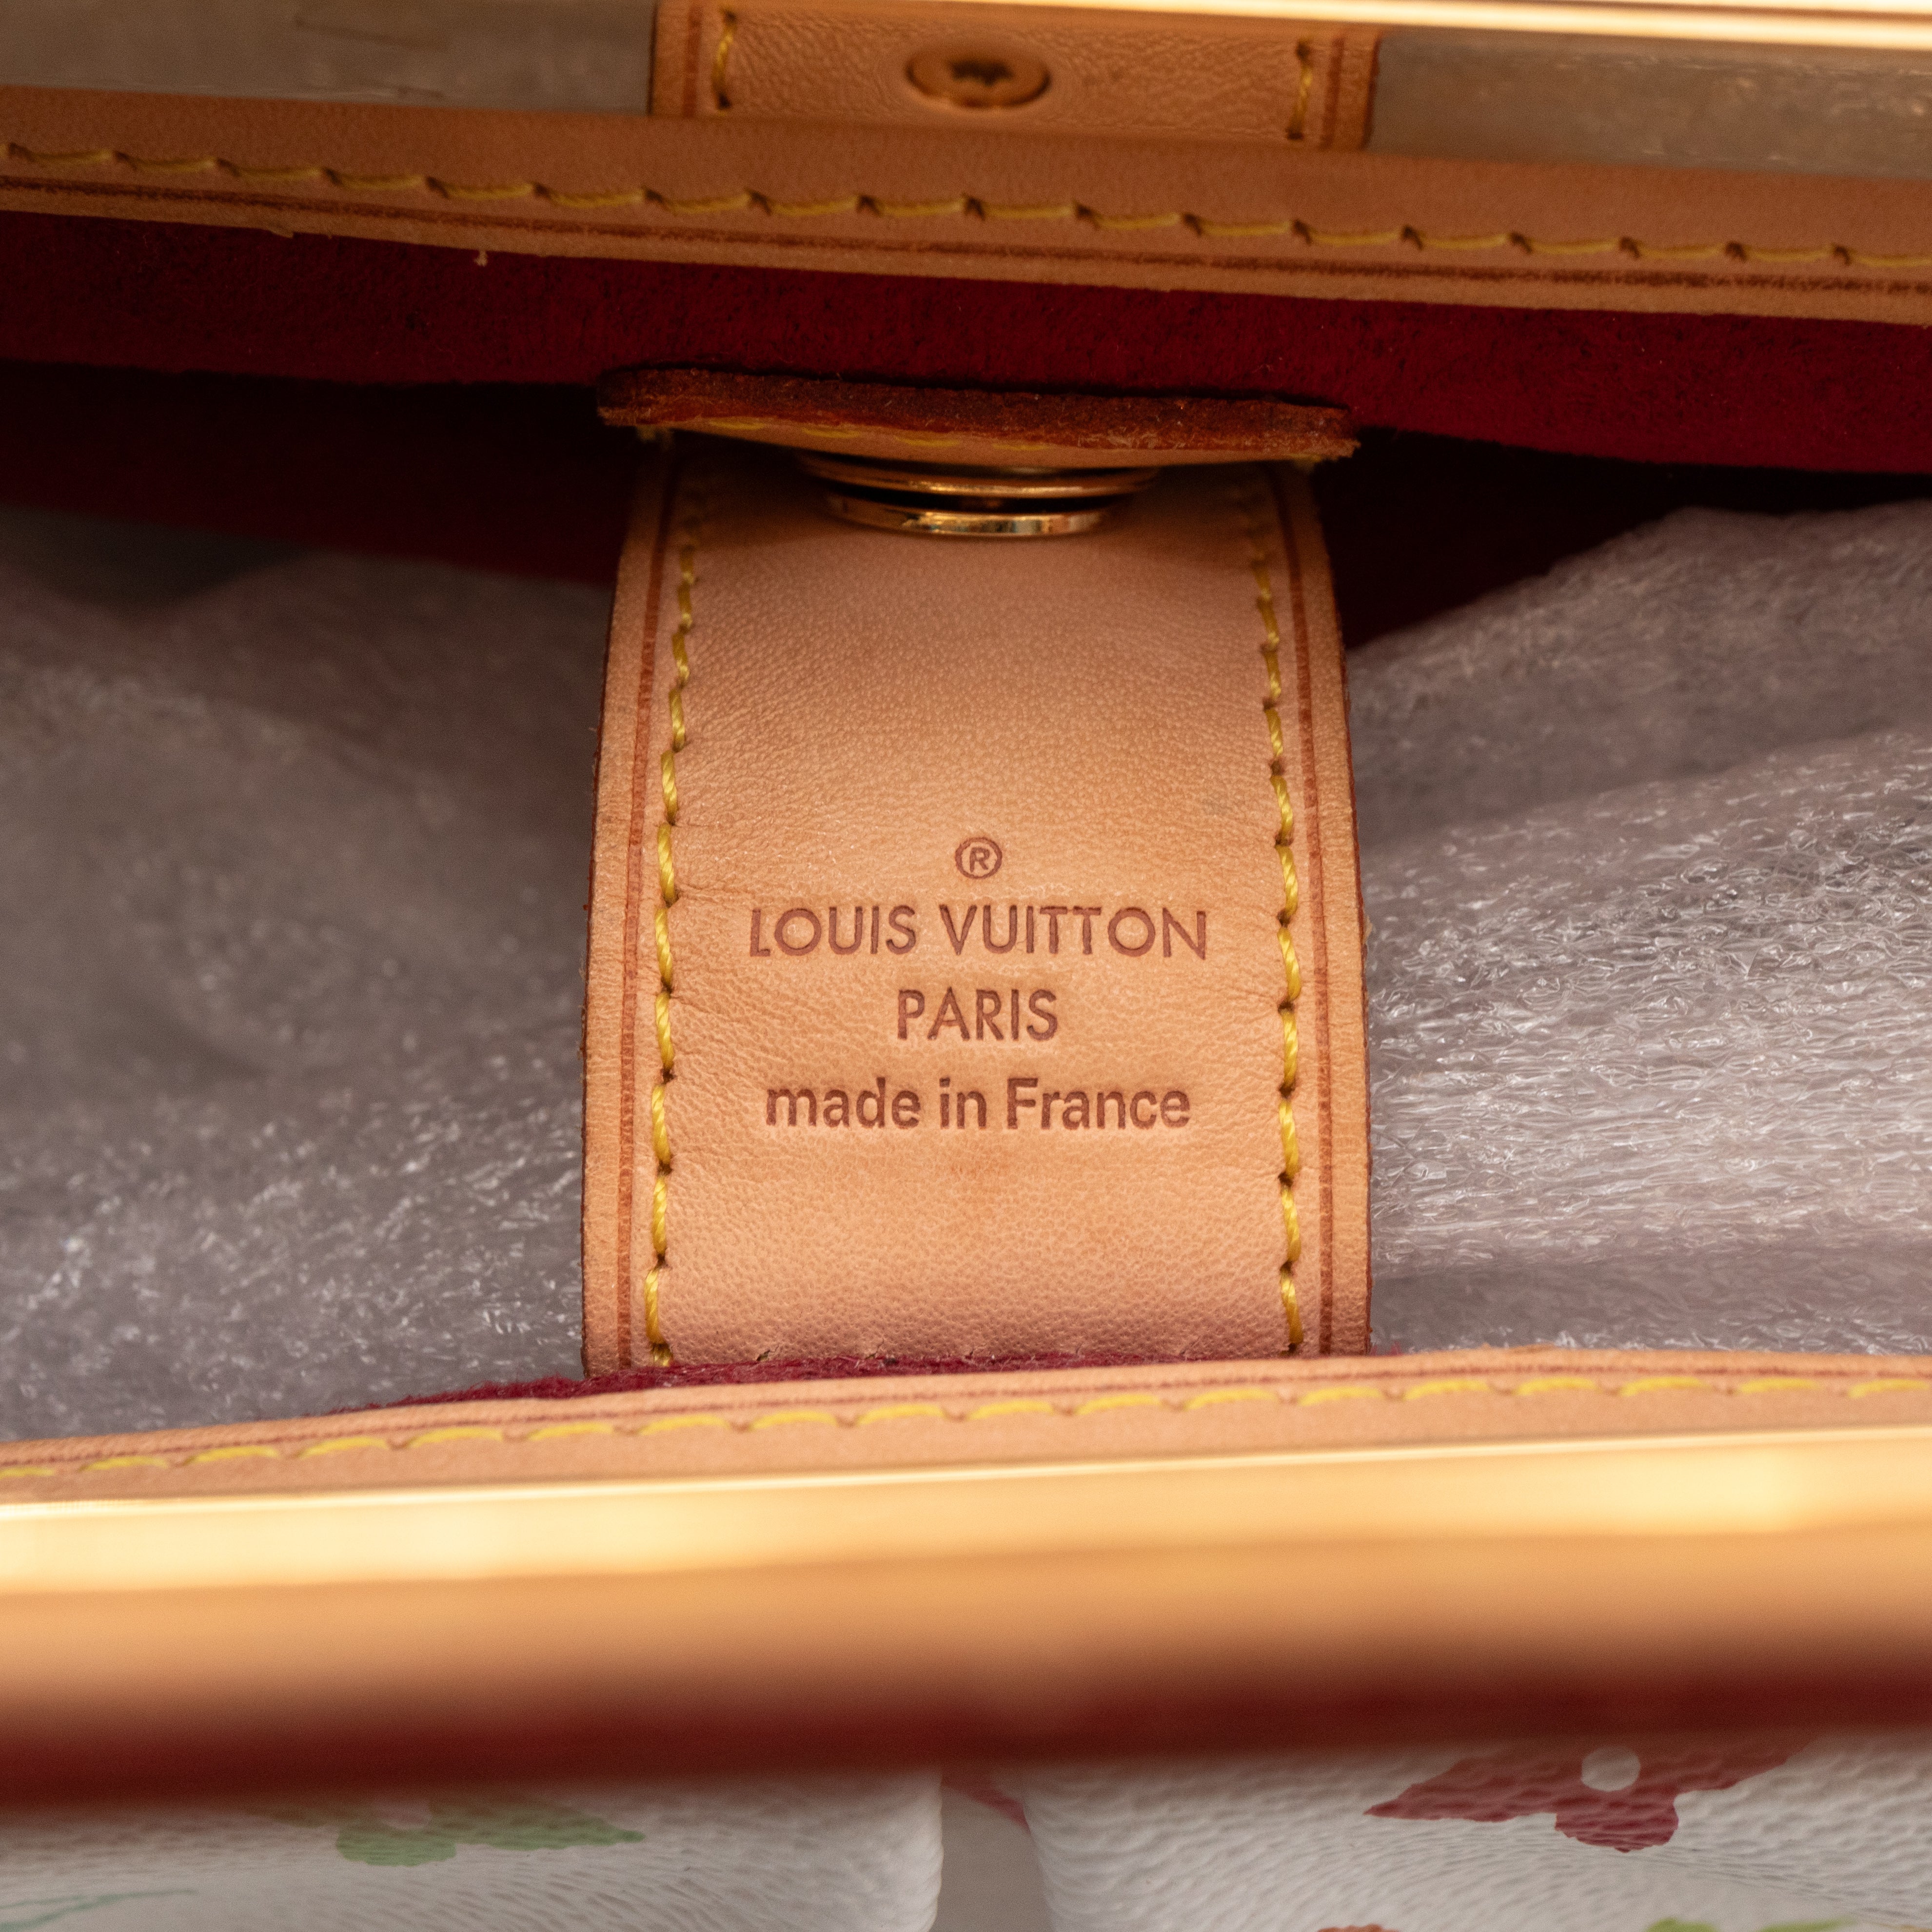 ®
LOUIS VUITTON
PARIS
made in France